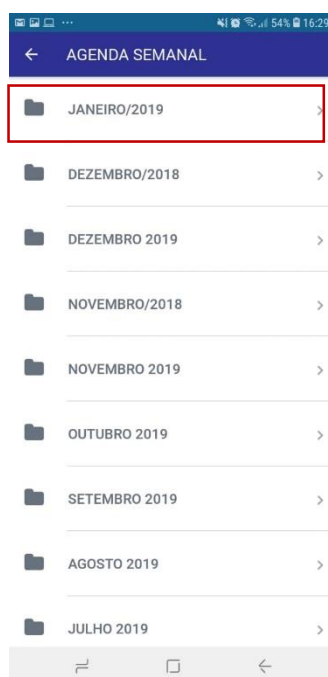 54% 16:29
AGENDA SEMANAL
JANEIRO/2019
DEZEMBRO/2018
DEZEMBRO 2019
NOVEMBRO/2018
NOVEMBRO 2019
OUTUBRO 2019
SETEMBRO 2019
AGOSTO 2019
JULHO 2019